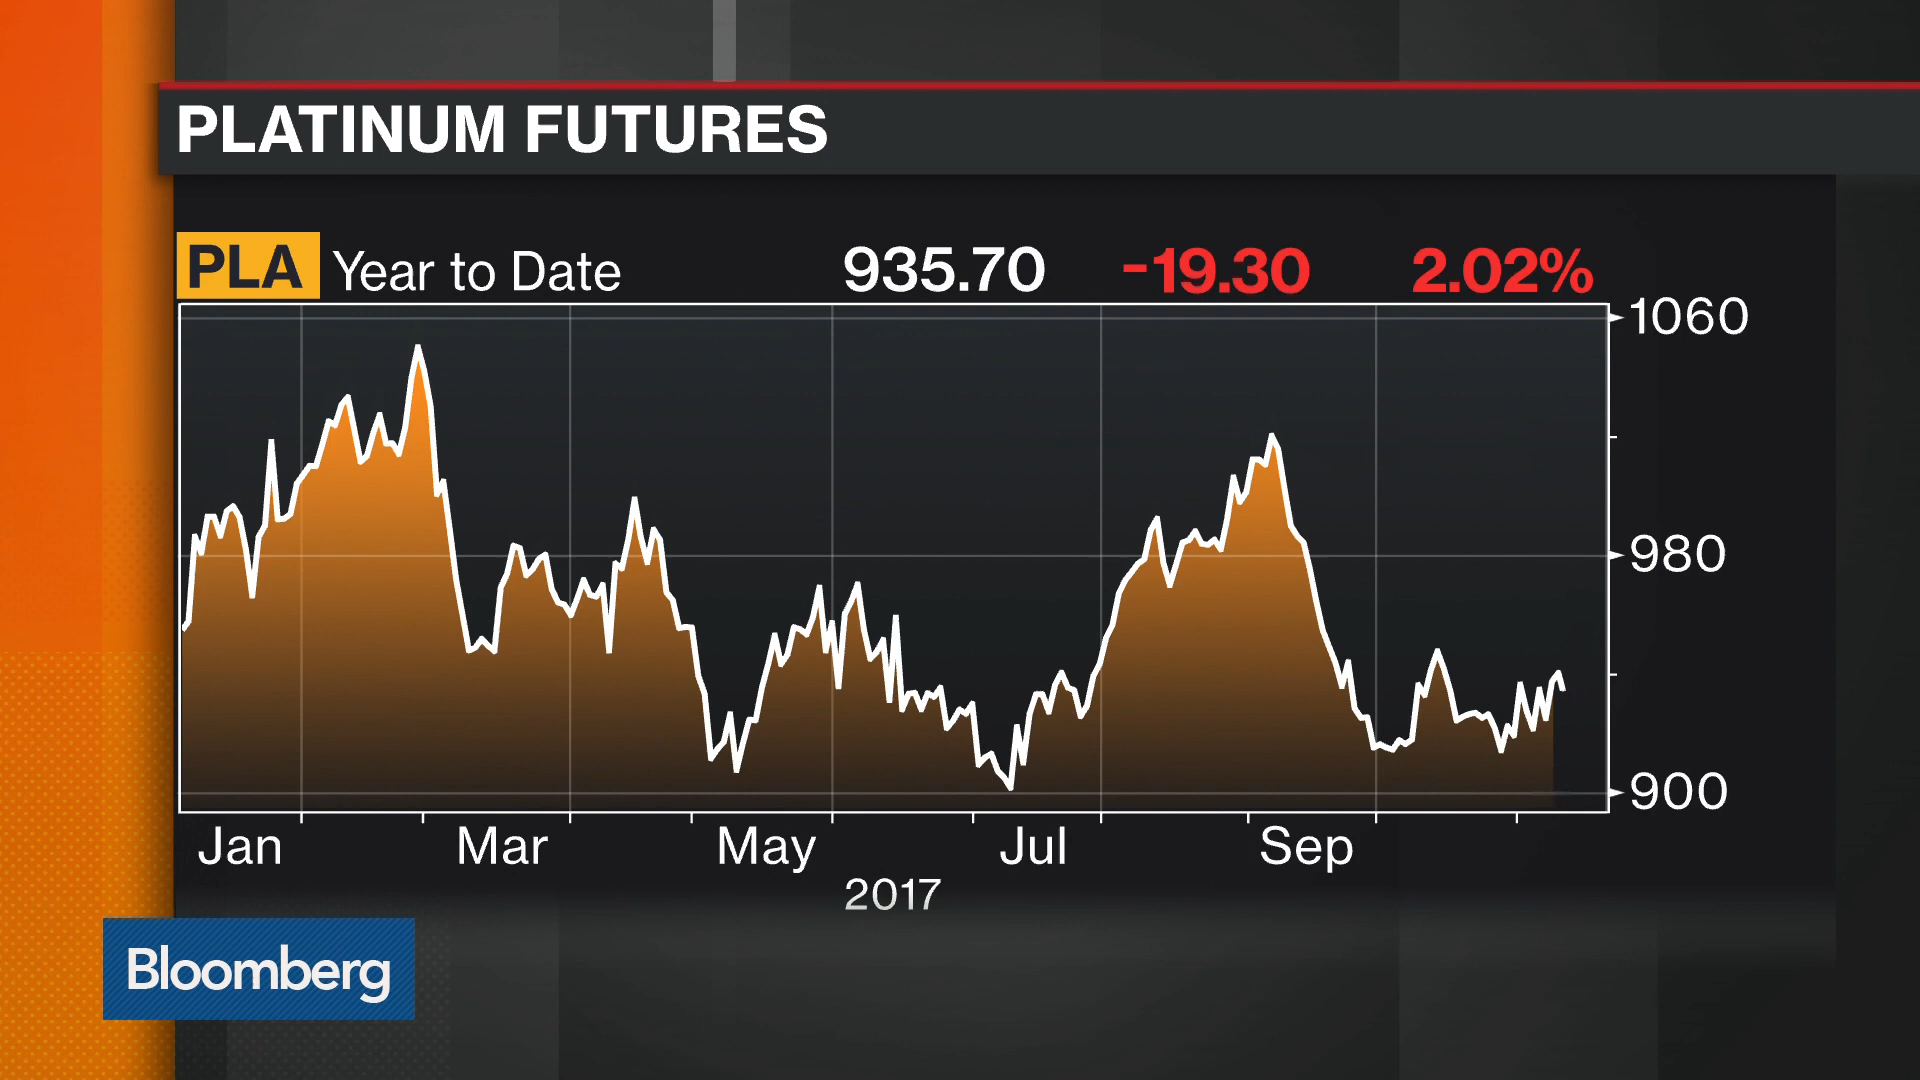 PLATINUM FUTURES
PLA Year to Date 935.70 -19.30 2.02%
1060
980
900
Jan Mar May Jul Sep
2017
Bloomberg